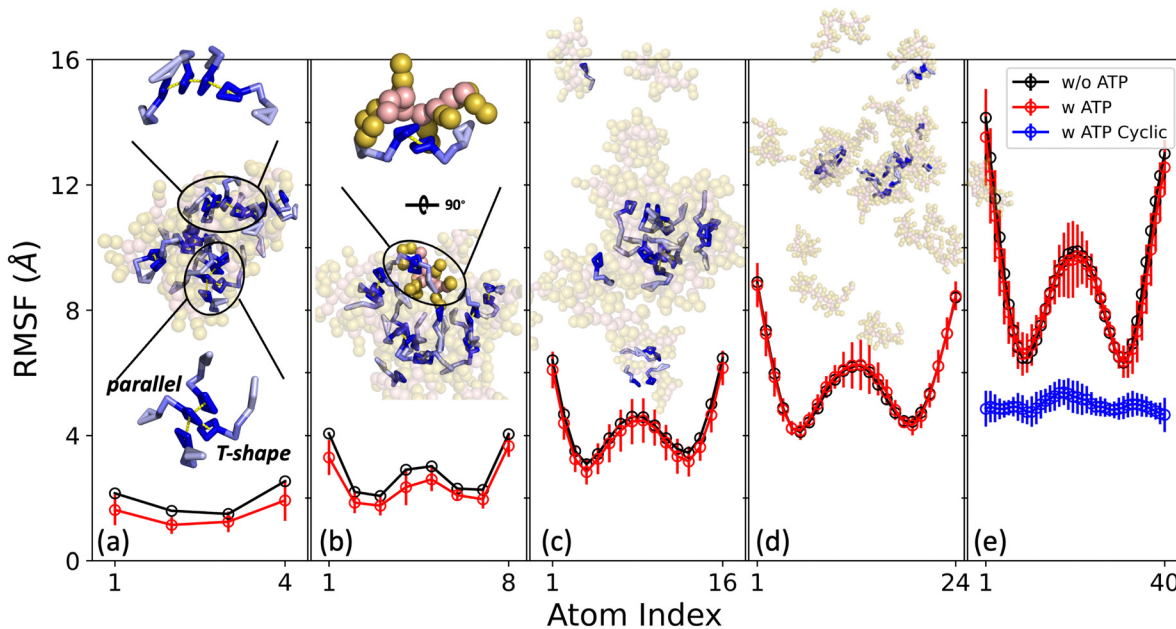 RMSF (Å)
16
12
8
4
0
parallel
T-shape
(a)
1
4
90°
(b)
1
8
(c)
1
16
(d)
1
24
w/o ATP
w ATP
w ATP Cyclic
(e)
1
40
Atom Index